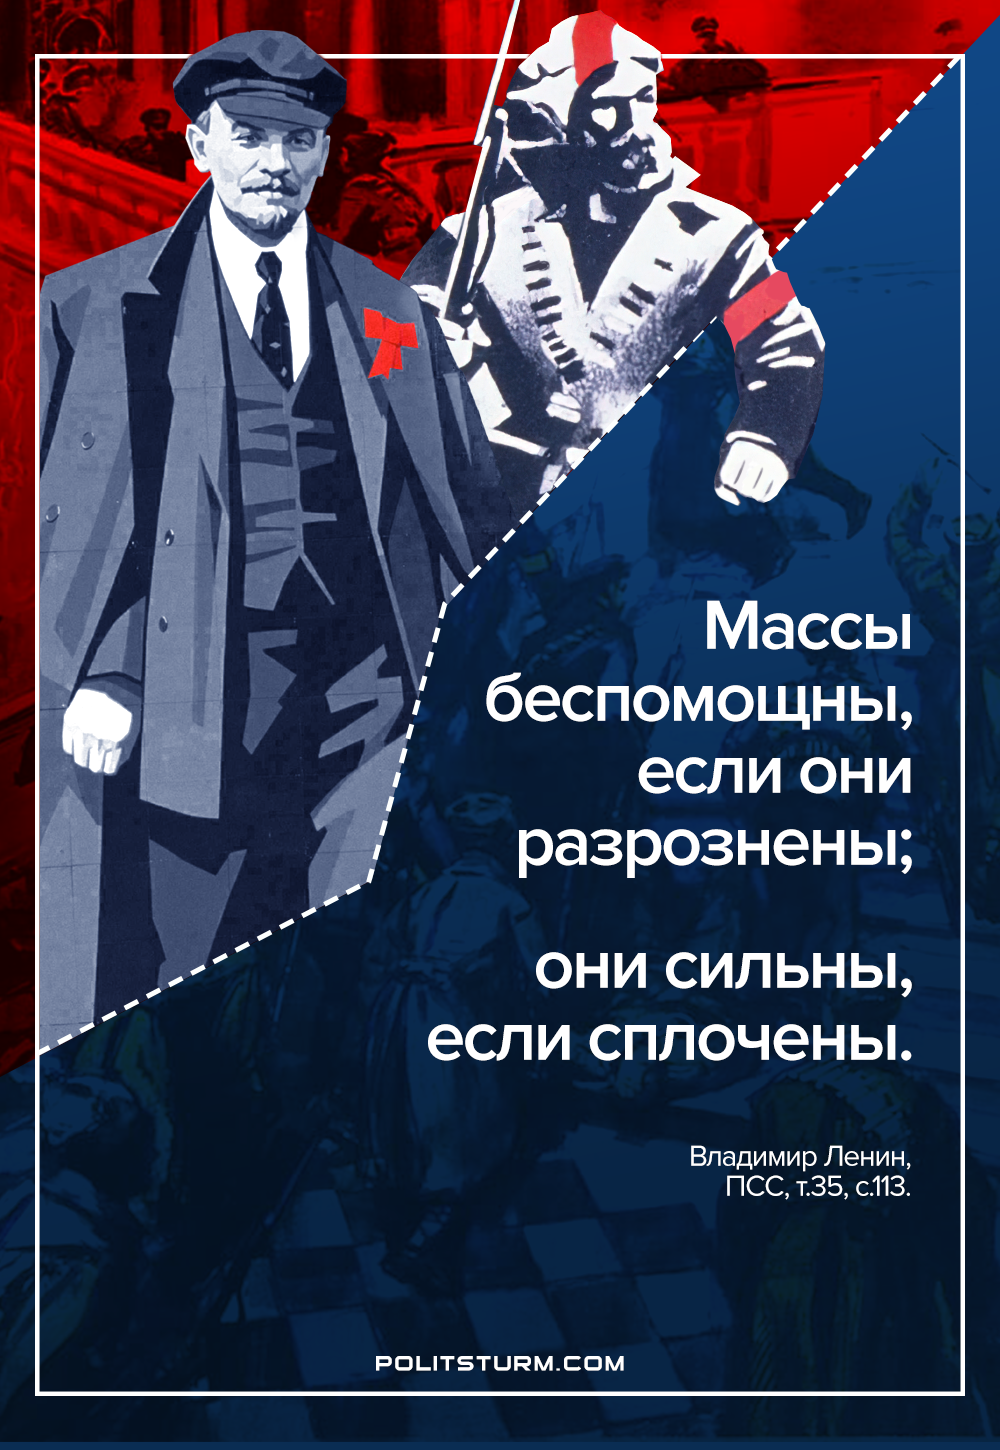 Массы
беспомощны,
если они
разрознены;
они сильны,
если сплочены.
Владимир Ленин,
ПСС, т.35, с.113.
POLITSTURM.COM